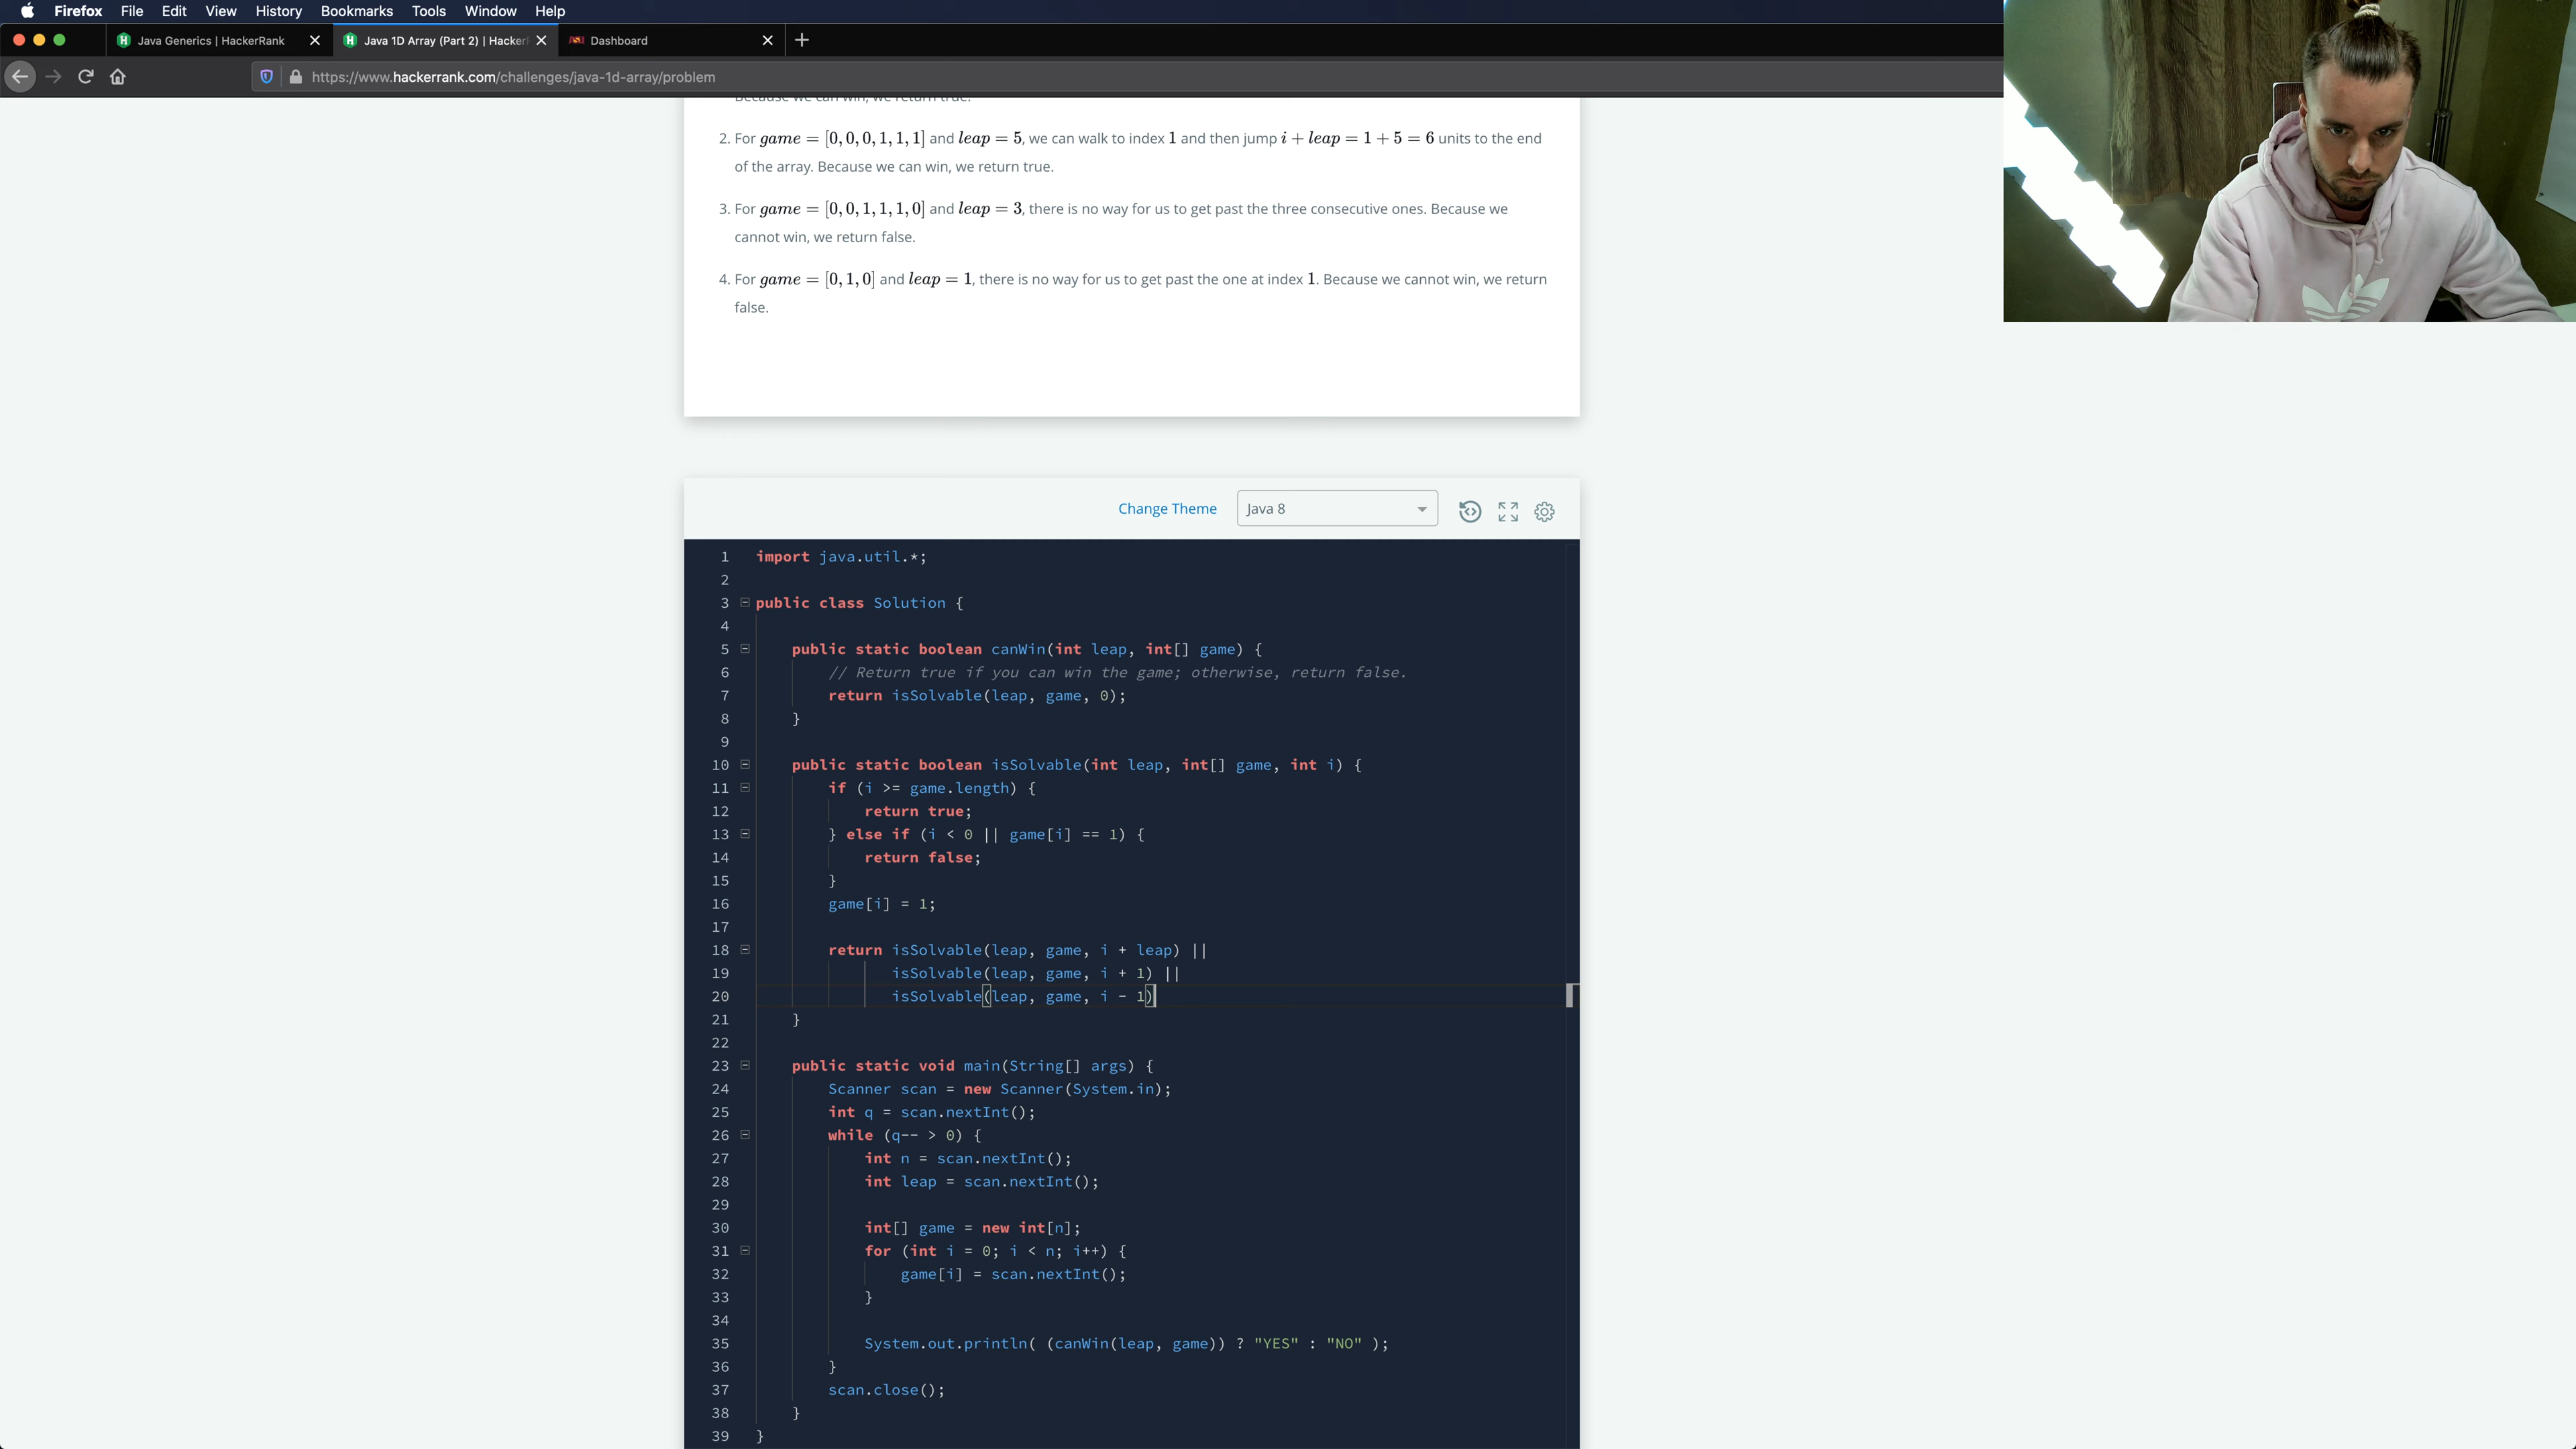 Firefox File Edit View History Bookmarks Tools Window Help
Java Generics | HackerRank
Java 1D Array (Part 2) | Hacker
Dashboard
https://www.hackerrank.com/challenges/java-1d-array/problem
Because we can win, we return true.
2. For game = [0, 0, 0, 1, 1, 1] and leap = 5, we can walk to index 1 and then jump i + leap = 1 + 5 = 6 units to the end
of the array. Because we can win, we return true.
3. For game = [0, 0, 1, 1, 1, 0] and leap = 3, there is no way for us to get past the three consecutive ones. Because we
cannot win, we return false.
4. For game = [0, 1, 0] and leap = 1, there is no way for us to get past the one at index 1. Because we cannot win, we return
false.
Change Theme Java 8
1 import java.util.*;
2
3 public class Solution {
4
5 public static boolean canWin(int leap, int[] game) {
6 // Return true if you can win the game; otherwise, return false.
7 return isSolvable(leap, game, 0);
8 }
9
10 public static boolean isSolvable(int leap, int[] game, int i) {
11 if (i >= game.length) {
12 return true;
13 } else if (i < 0 || game[i] == 1) {
14 return false;
15 }
16 game[i] = 1;
17
18 return isSolvable(leap, game, i + leap) ||
19 isSolvable(leap, game, i + 1) ||
20 isSolvable(leap, game, i - 1)
21 }
22
23 public static void main(String[] args) {
24 Scanner scan = new Scanner(System.in);
25 int q = scan.nextInt();
26 while (q-- > 0) {
27 int n = scan.nextInt();
28 int leap = scan.nextInt();
29
30 int[] game = new int[n];
31 for (int i = 0; i < n; i++) {
32 game[i] = scan.nextInt();
33 }
34
35 System.out.println( (canWin(leap, game)) ? "YES" : "NO" );
36 }
37 scan.close();
38 }
39 }